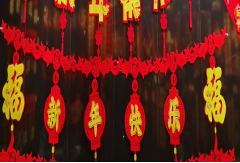 福 新 年 快 乐 福